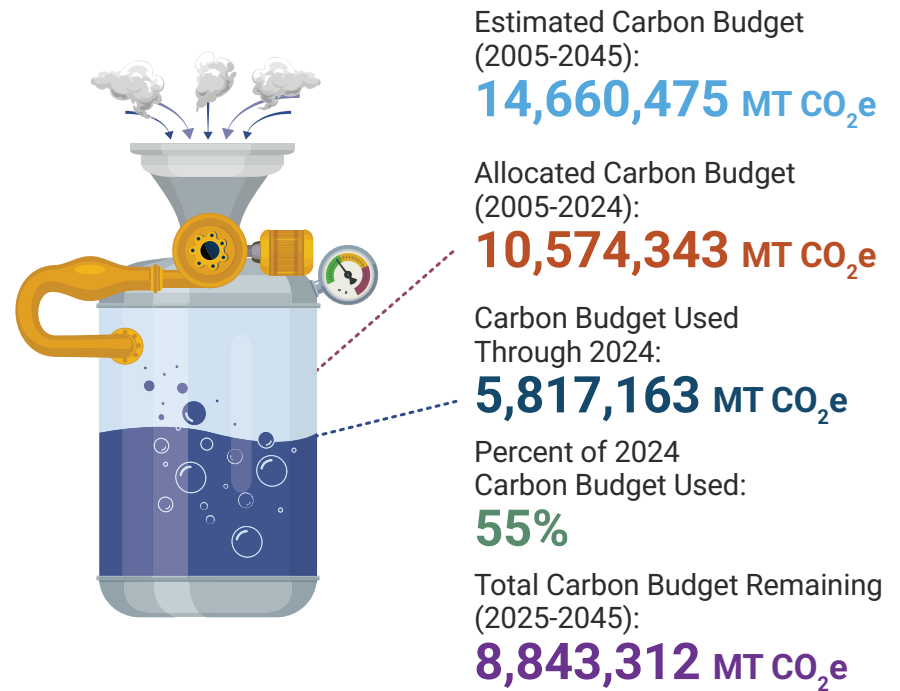 Estimated Carbon Budget
(2005-2045):
14,660,475 MT CO₂e
Allocated Carbon Budget
(2005-2024):
10,574,343 MT CO₂e
Carbon Budget Used
Through 2024:
5,817,163 MT CO₂e
Percent of 2024
Carbon Budget Used:
55%
Total Carbon Budget Remaining
(2025-2045):
8,843,312 MT CO₂e